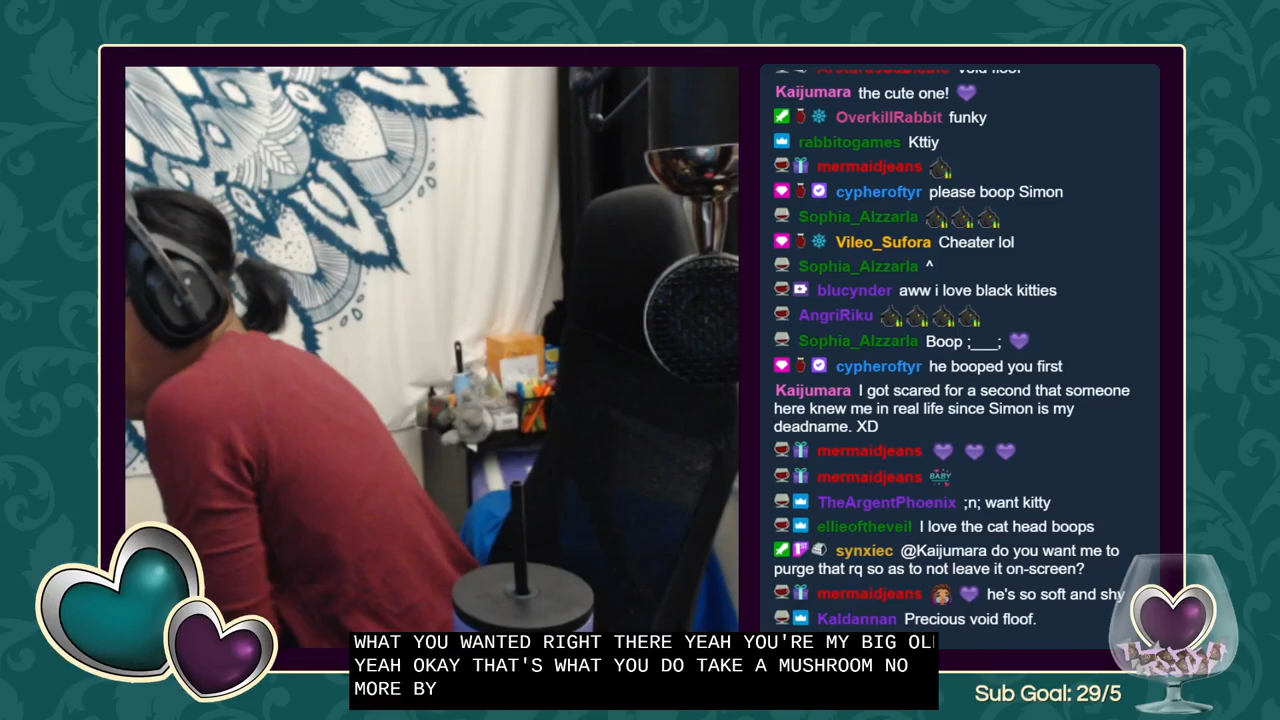 void floof
Kaijumara the cute one!
OverkillRabbit funky
rabbitogames Kttiy
mermaidjeans
cypheroftyr please boop Simon
Sophia_Alzzarla
Vileo_Sufora Cheater lol
Sophia_Alzzarla ^
blucynder aww i love black kitties
AngriRiku
Sophia_Alzzarla Boop ;___;
cypheroftyr he booped you first
Kaijumara I got scared for a second that someone
here knew me in real life since Simon is my
deadname. XD
mermaidjeans
mermaidjeans BABY
TheArgentPhoenix ;n; want kitty
ellieoftheveil I love the cat head boops
synxiec @Kaijumara do you want me to
purge that rq so as to not leave it on-screen?
mermaidjeans he's so soft and shy
Kaldannan Precious void floof.
WHAT YOU WANTED RIGHT THERE YEAH YOU'RE MY BIG OL
YEAH OKAY THAT'S WHAT YOU DO TAKE A MUSHROOM NO
MORE BY
Sub Goal: 29/5